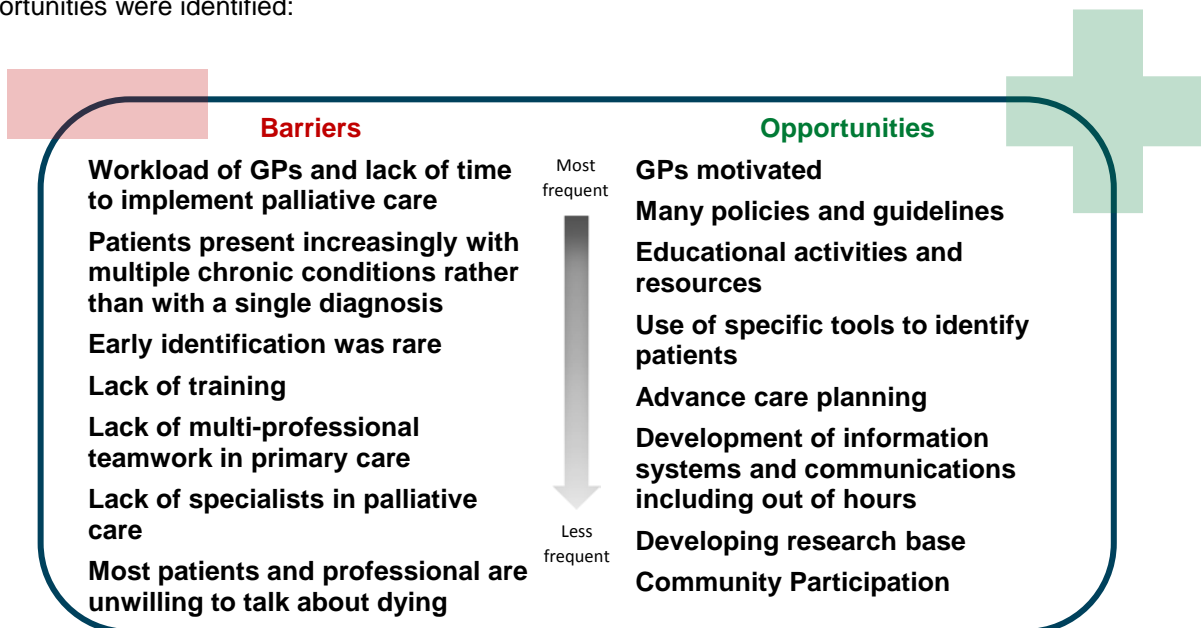 ortunities were identified:
Barriers
Workload of GPs and lack of time
to implement palliative care
Patients present increasingly with
multiple chronic conditions rather
than with a single diagnosis
Early identification was rare
Lack of training
Lack of multi-professional
teamwork in primary care
Lack of specialists in palliative
care
Most patients and professional are
unwilling to talk about dying
Most
frequent
Less
frequent
Opportunities
GPs motivated
Many policies and guidelines
Educational activities and
resources
Use of specific tools to identify
patients
Advance care planning
Development of information
systems and communications
including out of hours
Developing research base
Community Participation